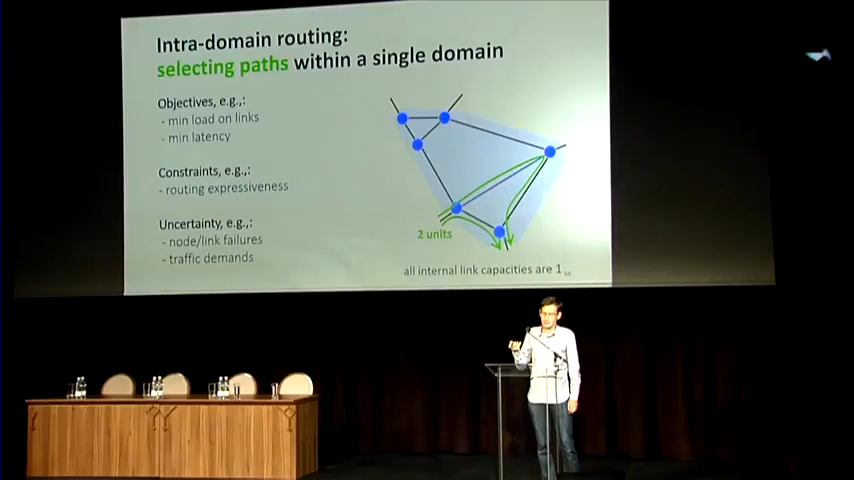 Intra-domain routing:
selecting paths within a single domain
Objectives, e.g.,:
- min load on links
- min latency
Constraints, e.g.,:
- routing expressiveness
Uncertainty, e.g.,:
- node/link failures
- traffic demands
2 units
all internal link capacities are 1